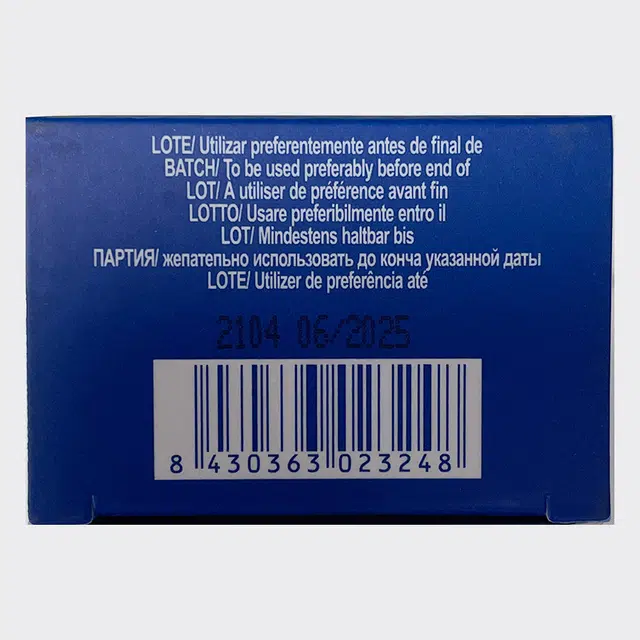 LOTE/ Utilizar preferentemente antes de final de
BATCH/ To be used preferably before end of
LOT/ À utiliser de préférence avant fin
LOTTO/ Usare preferibilmente entro il
LOT/ Mindestens haltbar bis
ПАРТИЯ/ жепатепьно использовать до конча указанной даты
LOTE/ Utilizer de preferência até
2104 06/2025
8 430363 023248